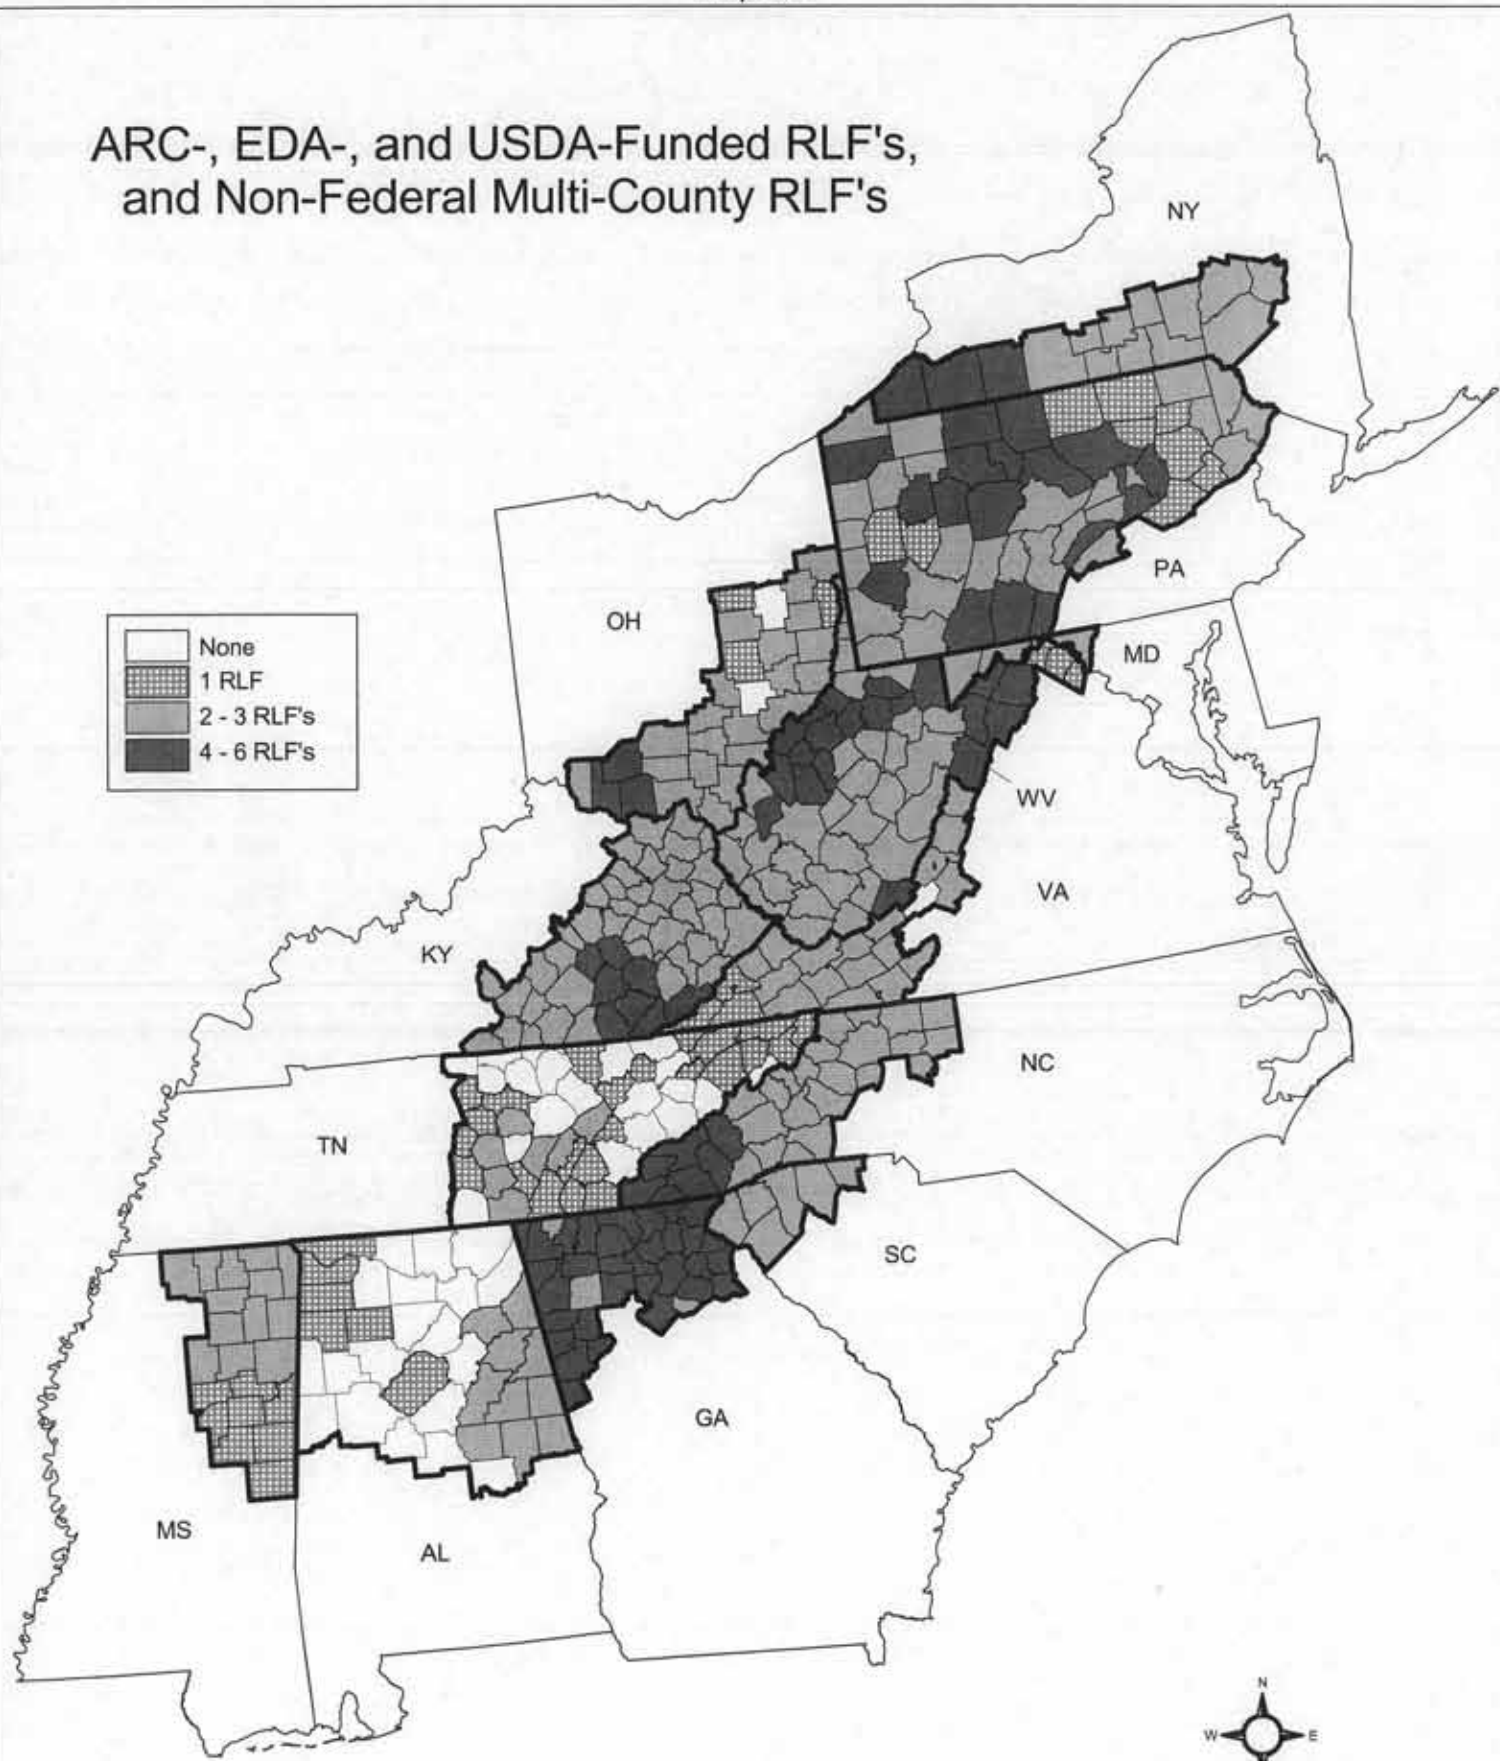 ARC-, EDA-, and USDA-Funded RLF's,
and Non-Federal Multi-County RLF's
NY
PA
OH
None
1 RLF
2 - 3 RLF's
4 - 6 RLF's
MD
WV
VA
KY
NC
TN
SC
GA
MS
AL
N
W
E